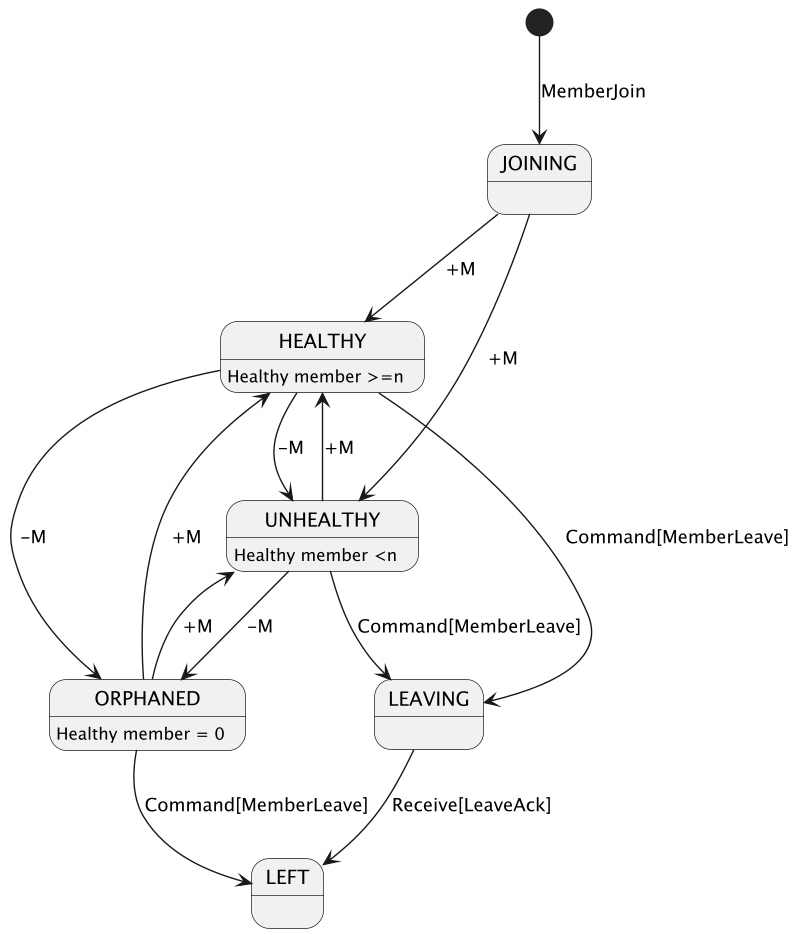 MemberJoin
JOINING
+M
HEALTHY
+M
Healthy member >=n
-M
+M
UNHEALTHY
-M
+M
Command[MemberLeave]
Healthy member <n
+M
-M
Command[MemberLeave]
ORPHANED
LEAVING
Healthy member = 0
Command[MemberLeave]
Receive[LeaveAck]
LEFT